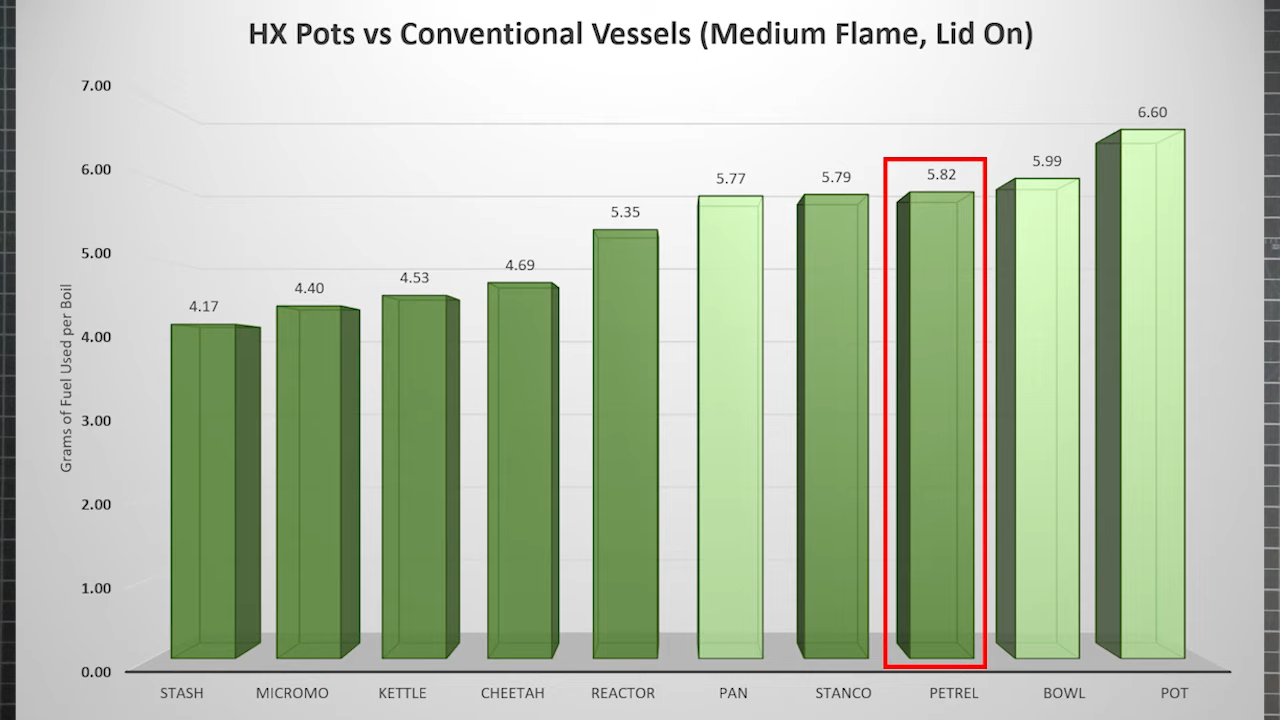 HX Pots vs Conventional Vessels (Medium Flame, Lid On)
7.00
6.00
5.00
4.00
3.00
2.00
1.00
0.00
Grams of Fuel Used per Boil
4.17
4.40
4.53
4.69
5.35
5.77
5.79
5.82
5.99
6.60
STASH
MICROMO
KETTLE
CHEETAH
REACTOR
PAN
STANCO
PETREL
BOWL
POT